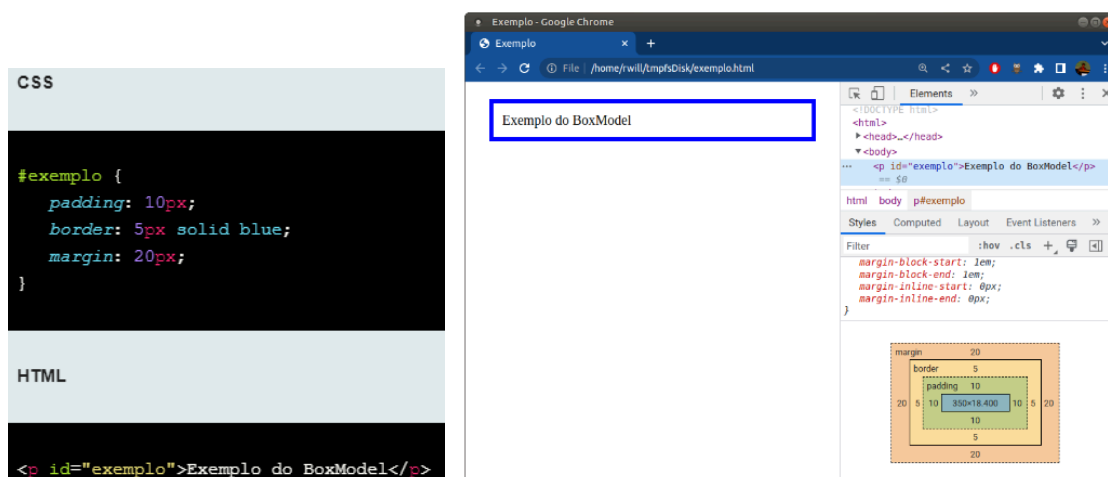 CSS
#exemplo {
padding: 10px;
border: 5px solid blue;
margin: 20px;
}
HTML
<p id="exemplo">Exemplo do BoxModel</p>
Exemplo - Google Chrome
Exemplo × +
File /home/rwill/tmpfsDisk/exemplo.html
Exemplo do BoxModel
Elements »
<!DOCTYPE html>
<html>
<head>…</head>
<body>
<p id="exemplo">Exemplo do BoxModel</p>
== $0
html body p#exemplo
Styles Computed Layout Event Listeners »
Filter :hov .cls +
margin-block-start: 1em;
margin-block-end: 1em;
margin-inline-start: 0px;
margin-inline-end: 0px;
}
margin 20
border 5
padding 10
20 5 10 350×18.400 10 5 20
10
5
20